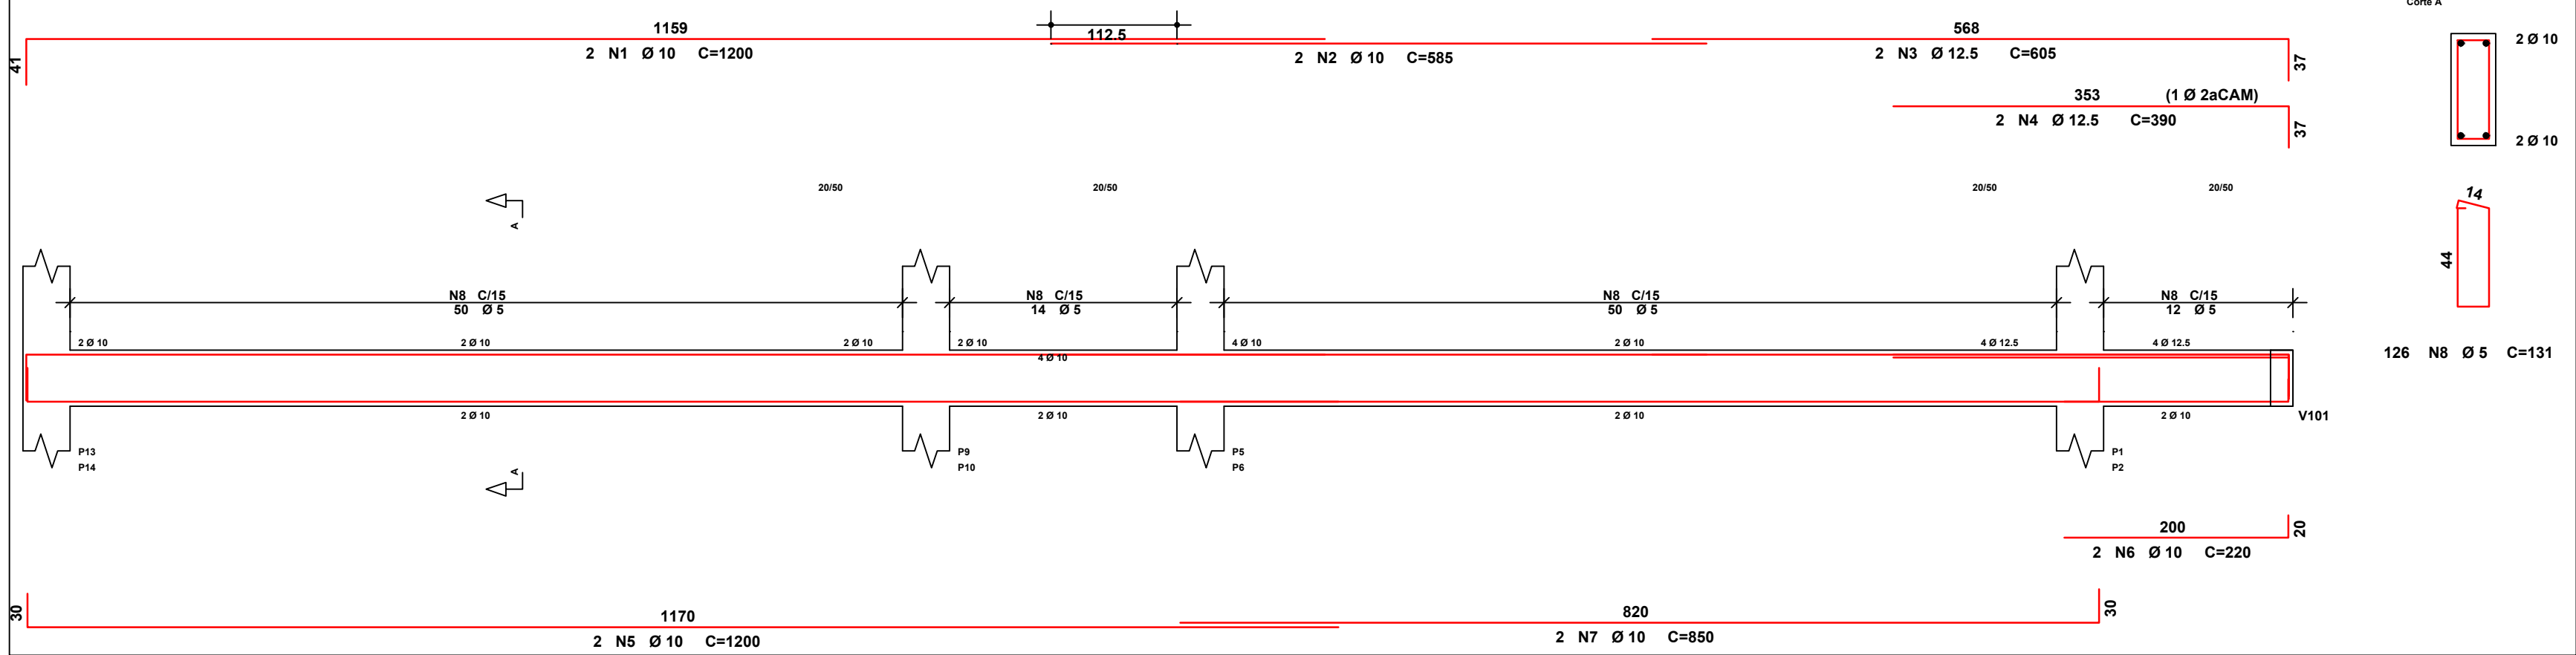 Corte A
1159
112.5
568
41
2 N1 Ø 10 C=1200
2 N2 Ø 10 C=585
2 N3 Ø 12.5 C=605
37
2 Ø 10
353 (1 Ø 2aCAM)
2 N4 Ø 12.5 C=390
37
2 Ø 10
20/50 20/50 20/50 20/50
14
A
44
N8 C/15 N8 C/15 N8 C/15 N8 C/15
50 Ø 5 14 Ø 5 50 Ø 5 12 Ø 5
2 Ø 10 2 Ø 10 2 Ø 10 2 Ø 10 4 Ø 10 2 Ø 10 4 Ø 12.5 4 Ø 12.5
4 Ø 10
126 N8 Ø 5 C=131
2 Ø 10 2 Ø 10 2 Ø 10 2 Ø 10
V101
P13 P9 P5 P1
P14 P10 P6 P2
A
200
20
2 N6 Ø 10 C=220
30
1170
820
30
2 N5 Ø 10 C=1200
2 N7 Ø 10 C=850